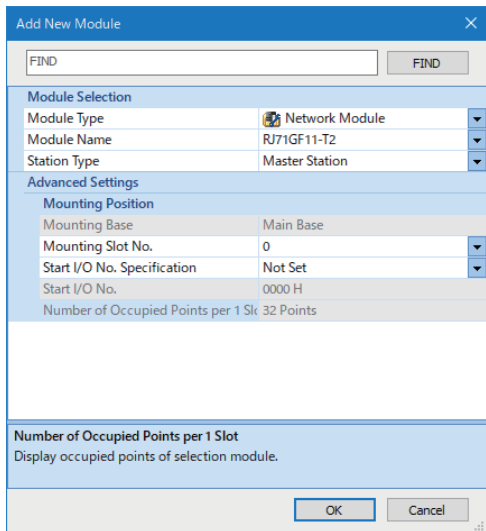 Add New Module
FIND FIND
Module Selection
Module Type Network Module
Module Name RJ71GF11-T2
Station Type Master Station
Advanced Settings
Mounting Position
Mounting Base Main Base
Mounting Slot No. 0
Start I/O No. Specification Not Set
Start I/O No. 0000 H
Number of Occupied Points per 1 Slo 32 Points
Number of Occupied Points per 1 Slot
Display occupied points of selection module.
OK Cancel